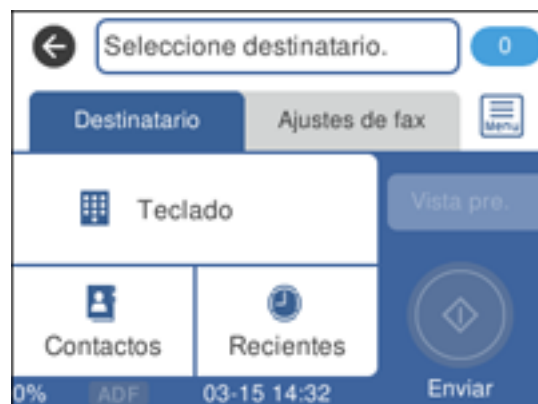 Seleccione destinatario.
0
Destinatario
Ajustes de fax
Menu
Teclado
Vista pre.
Contactos
Recientes
Enviar
0%
ADF
03-15 14:32